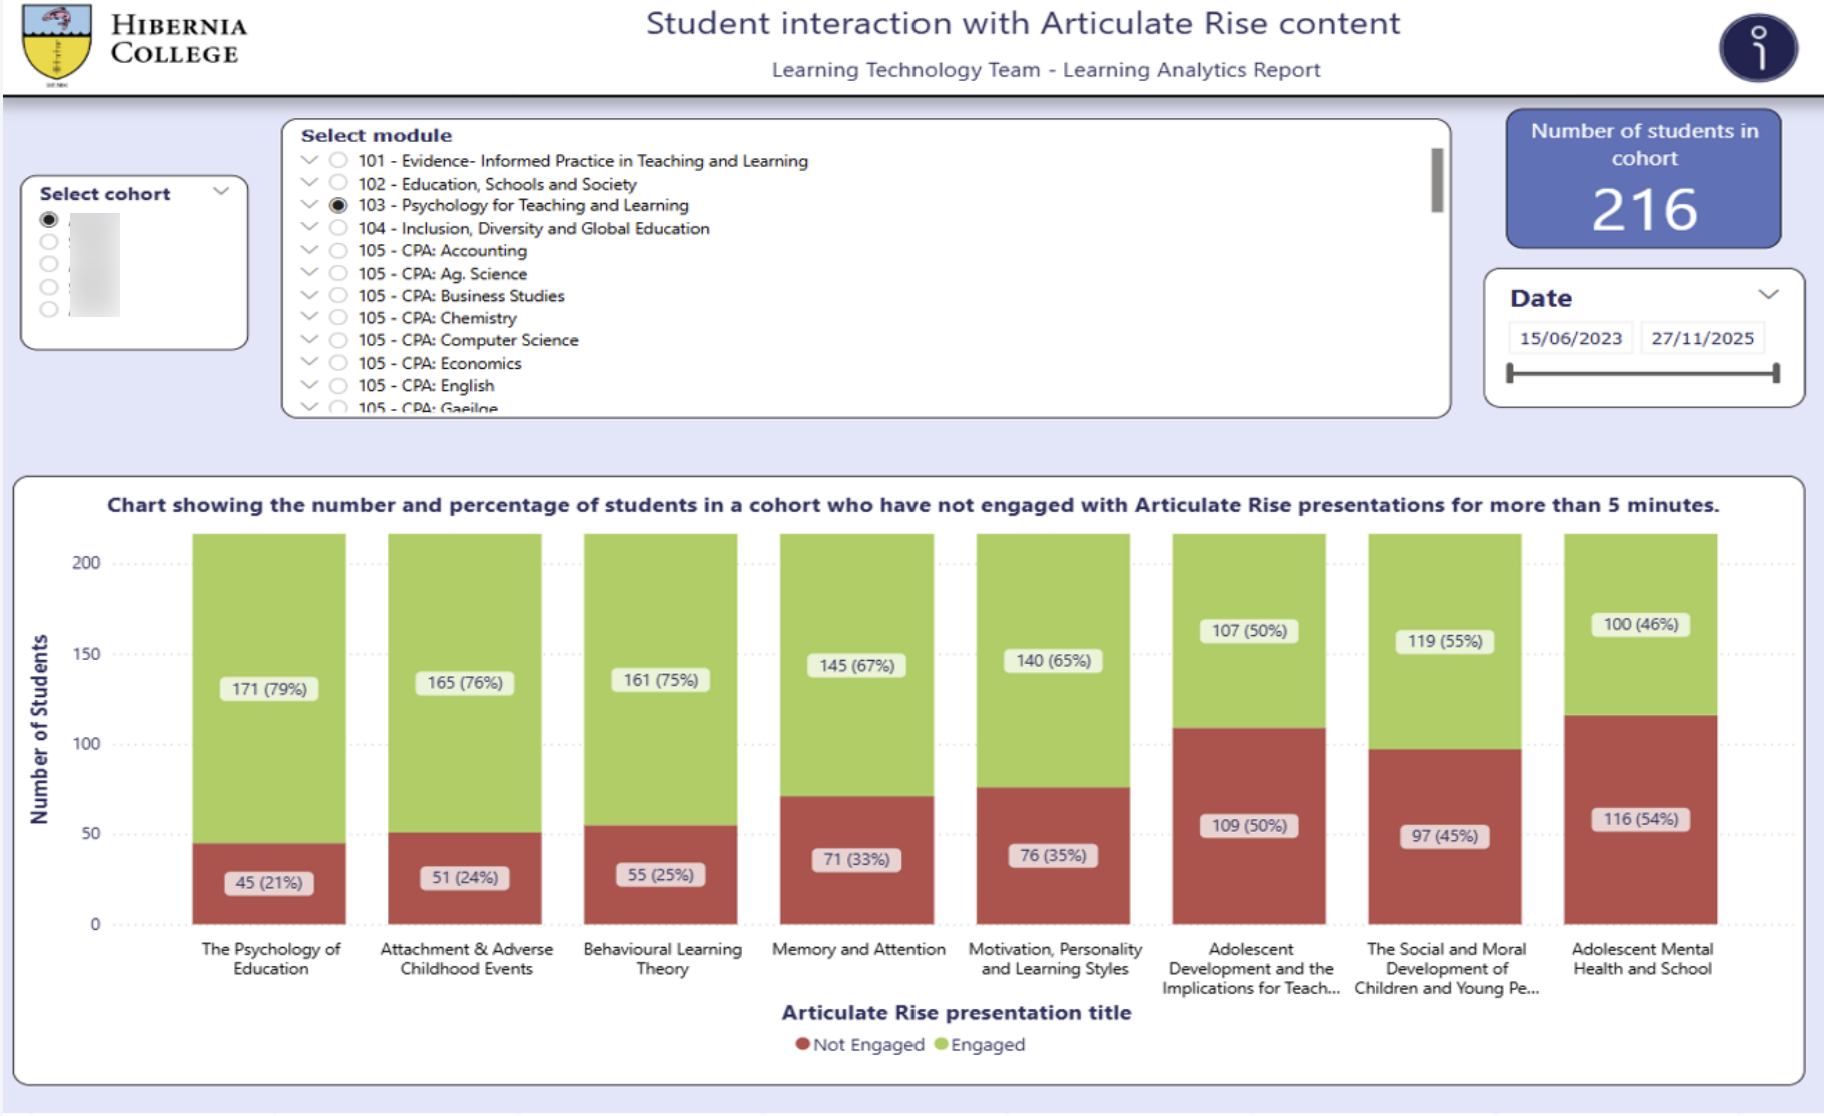 HIBERNIA
COLLEGE
Student interaction with Articulate Rise content
Learning Technology Team - Learning Analytics Report
Select cohort
Select module
101 - Evidence- Informed Practice in Teaching and Learning
102 - Education, Schools and Society
103 - Psychology for Teaching and Learning
104 - Inclusion, Diversity and Global Education
105 - CPA: Accounting
105 - CPA: Ag. Science
105 - CPA: Business Studies
105 - CPA: Chemistry
105 - CPA: Computer Science
105 - CPA: Economics
105 - CPA: English
105 - CPA: Gaeilge
Number of students in
cohort
216
Date
15/06/2023 27/11/2025
Chart showing the number and percentage of students in a cohort who have not engaged with Articulate Rise presentations for more than 5 minutes.
Number of Students
200
150
100
50
0
171 (79%)
165 (76%)
161 (75%)
145 (67%)
140 (65%)
107 (50%)
119 (55%)
100 (46%)
45 (21%)
51 (24%)
55 (25%)
71 (33%)
76 (35%)
109 (50%)
97 (45%)
116 (54%)
The Psychology of
Education
Attachment & Adverse
Childhood Events
Behavioural Learning
Theory
Memory and Attention
Motivation, Personality
and Learning Styles
Adolescent
Development and the
Implications for Teach...
The Social and Moral
Development of
Children and Young Pe...
Adolescent Mental
Health and School
Articulate Rise presentation title
Not Engaged Engaged